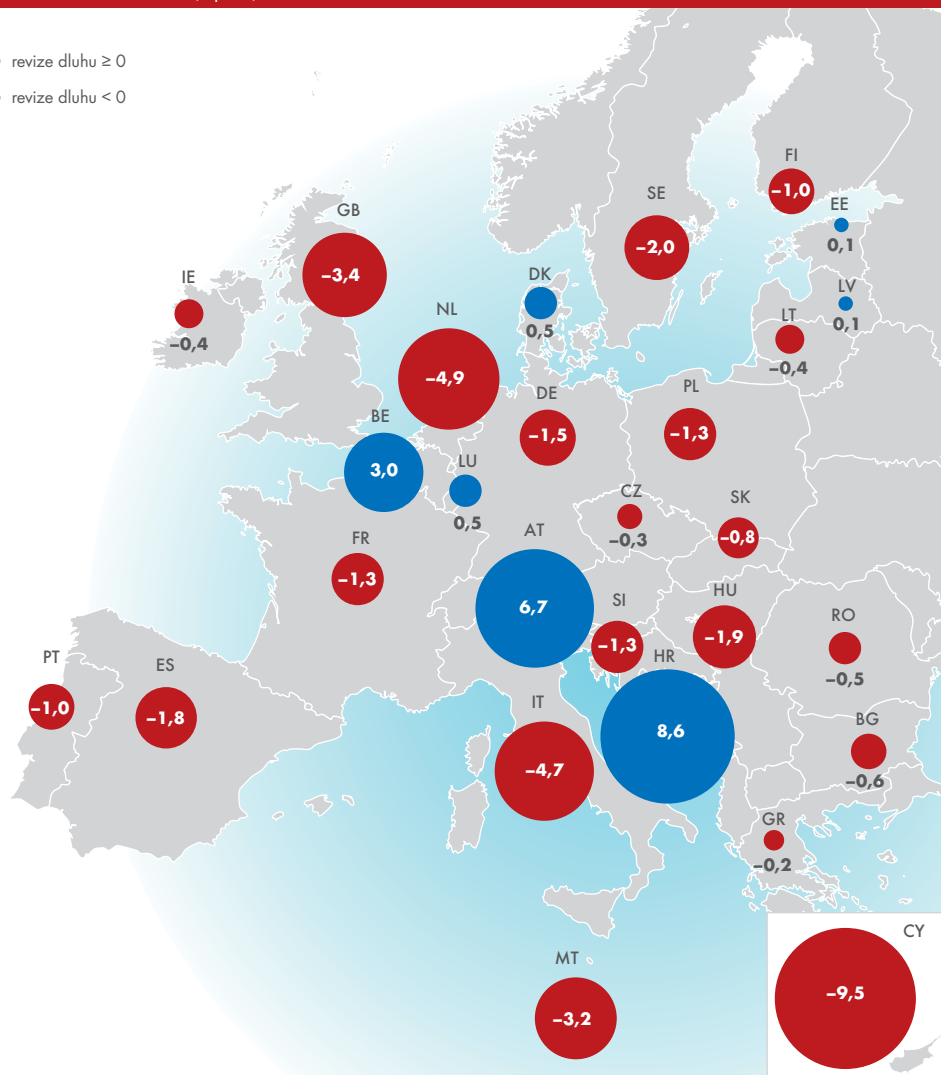 revize dluhu ≥ 0
revize dluhu < 0
FI
−1,0
SE
−2,0
EE
0,1
GB
−3,4
IE
−0,4
DK
0,5
LV
0,1
NL
−4,9
LT
−0,4
DE
−1,5
PL
−1,3
BE
3,0
LU
0,5
CZ
−0,3
SK
−0,8
FR
−1,3
AT
6,7
SI
−1,3
HU
−1,9
RO
−0,5
PT
−1,0
ES
−1,8
HR
8,6
IT
−4,7
BG
−0,6
GR
−0,2
CY
−9,5
MT
−3,2